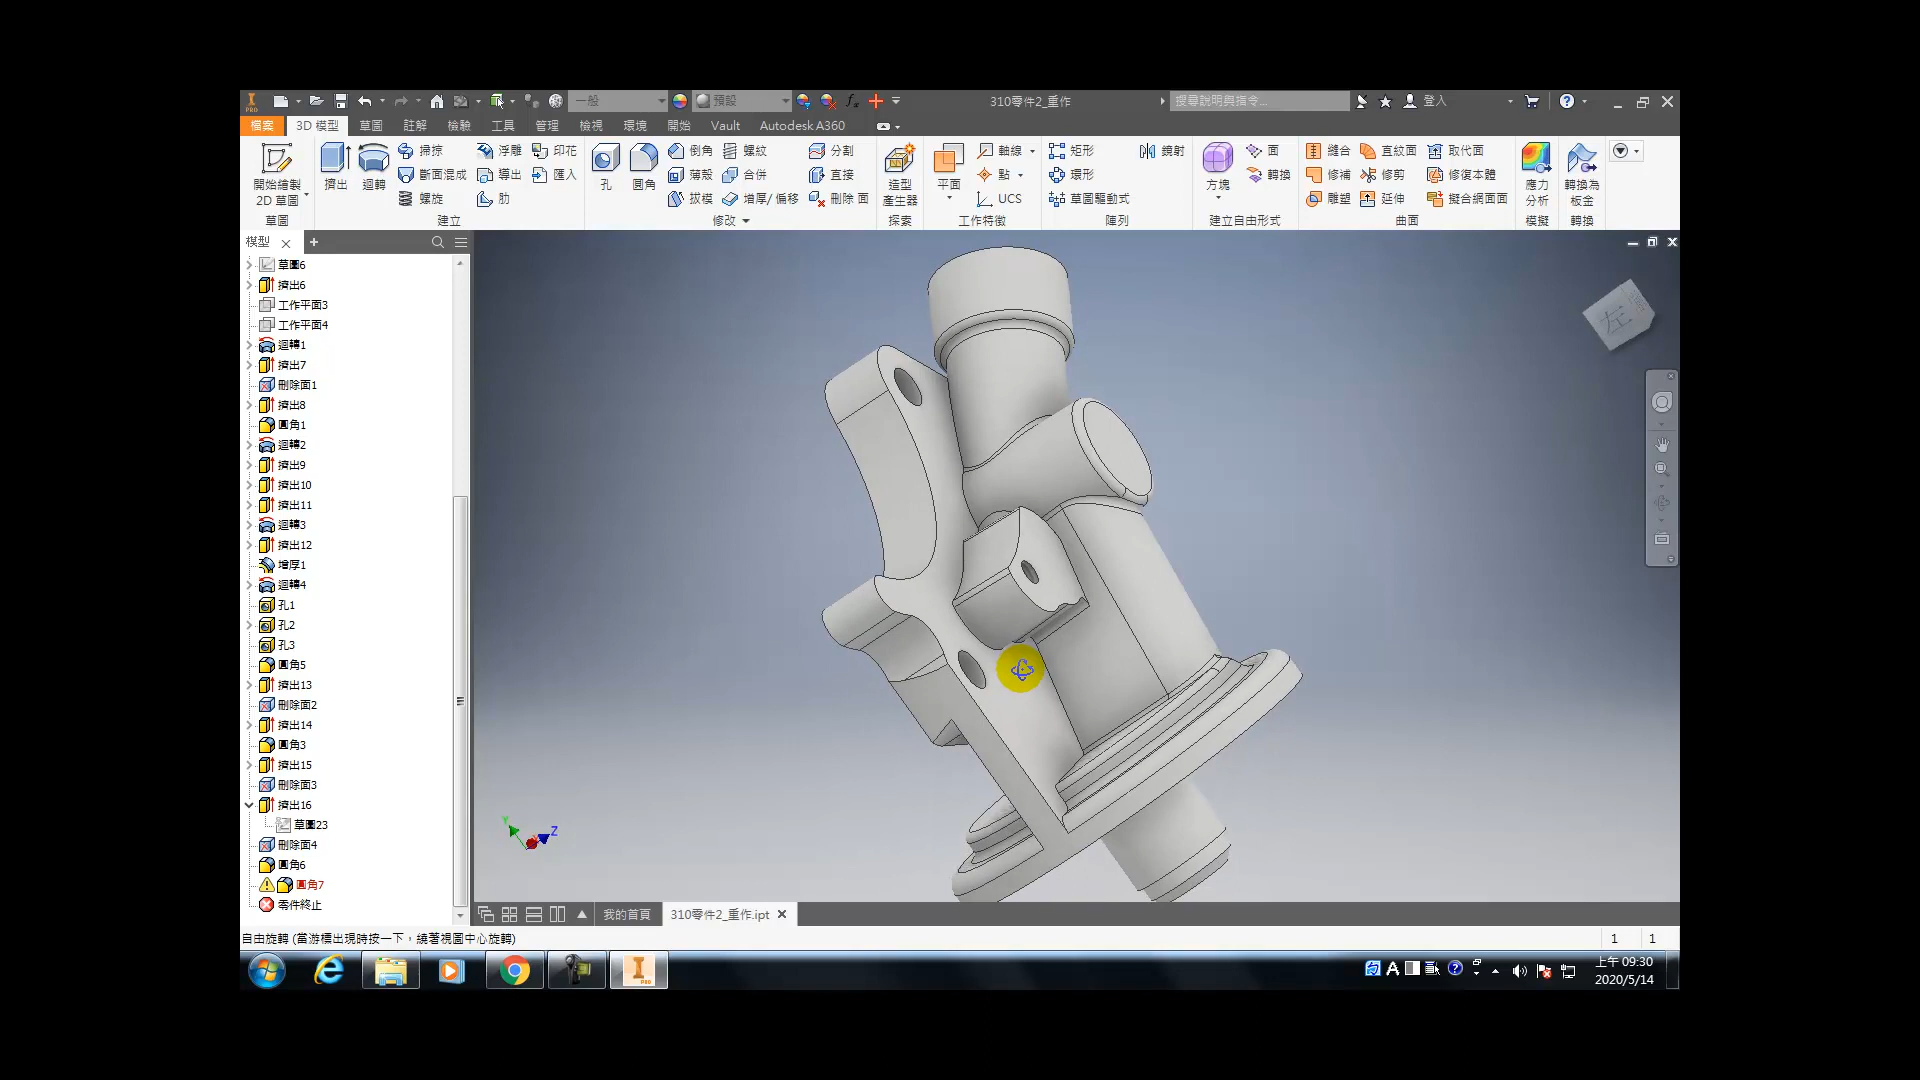 PRO
一般
預設
fx
310零件2_重作
搜尋說明與指令...
登入
檔案
3D 模型
草圖
註解
檢驗
工具
管理
檢視
環境
開始
Vault
Autodesk A360
開始繪製
2D 草圖
草圖
擠出
迴轉
掃掠
斷面混成
螺旋
浮雕
導出
肋
印花
匯入
建立
孔
圓角
倒角
薄殼
拔模
螺紋
合併
增厚/ 偏移
分割
直接
刪除 面
修改
造型
產生器
探索
平面
軸線
點
UCS
工作特徵
矩形
環形
草圖驅動式
鏡射
陣列
方塊
面
轉換
建立自由形式
縫合
修補
雕塑
直紋面
修剪
延伸
取代面
修復本體
擬合網面面
曲面
應力
分析
模擬
轉換為
板金
轉換
模型
草圖6
擠出6
工作平面3
工作平面4
迴轉1
擠出7
刪除面1
擠出8
圓角1
迴轉2
擠出9
擠出10
擠出11
迴轉3
擠出12
增厚1
迴轉4
孔1
孔2
孔3
圓角5
擠出13
刪除面2
擠出14
圓角3
擠出15
刪除面3
擠出16
草圖23
刪除面4
圓角6
圓角7
零件終止
左
Y
Z
我的首頁
310零件2_重作.ipt
自由旋轉 (當游標出現時按一下，繞著視圖中心旋轉)
1
1
PRO
A
上午 09:30
2020/5/14